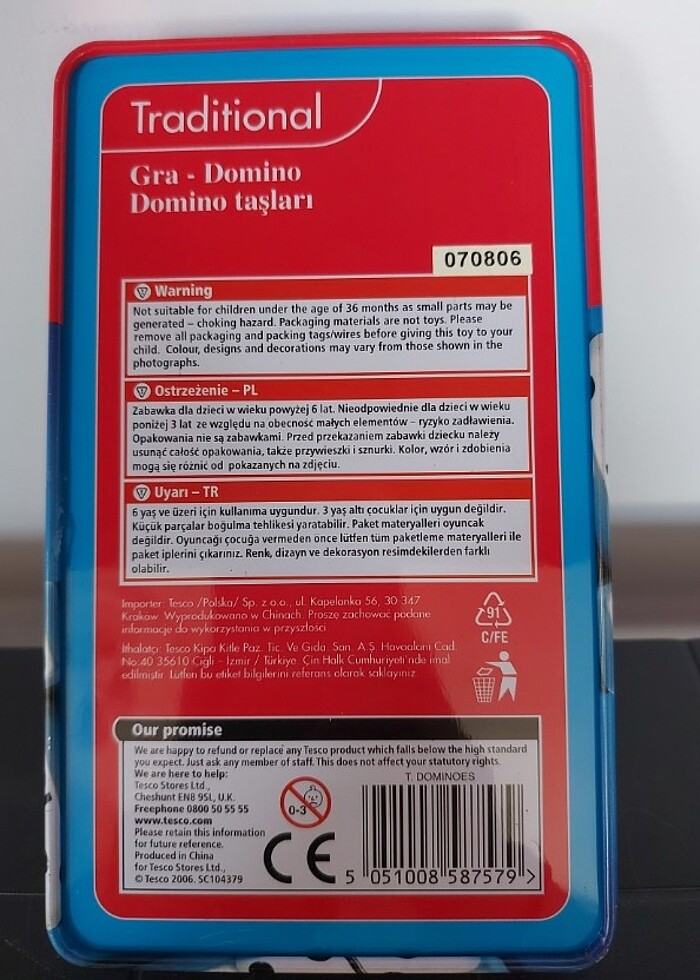 Traditional
Gra - Domino
Domino taşları
070806
Warning
Not suitable for children under the age of 36 months as small parts may be
generated – choking hazard. Packaging materials are not toys. Please
remove all packaging and packing tags/wires before giving this toy to your
child. Colour, designs and decorations may vary from those shown in the
photographs.
Ostrzeżenie – PL
Zabawka dla dzieci w wieku powyżej 6 lat. Nieodpowiednie dla dzieci w wieku
poniżej 3 lat ze względu na obecność małych elementów – ryzyko zadławienia.
Opakowania nie są zabawkami. Przed przekazaniem zabawki dziecku należy
usunąć całość opakowania, także przywieszki i sznurki. Kolor, wzór i zdobienia
mogą się różnić od pokazanych na zdjęciu.
Uyarı – TR
6 yaş ve üzeri için kullanıma uygundur. 3 yaş altı çocuklar için uygun değildir.
Küçük parçalar boğulma tehlikesi yaratabilir. Paket materyalleri oyuncak
değildir. Oyuncağı çocuğa vermeden önce lütfen tüm paketleme materyalleri ile
paket iplerini çıkarınız. Renk, dizayn ve dekorasyon resimdekilerden farklı
olabilir.
Importer: Tesco /Polska/ Sp. z o.o., ul. Kapelanka 56, 30 347
Krakow Wyprodukowano w Chinach. Proszę zachować podane
informacje do wykorzystania w przyszłości
İthalatçı: Tesco Kipa Kitle Paz. Tic. Ve Gıda. San. A.Ş. Havaalanı Cad.
No:40 35610 Çiğli - İzmir / Türkiye. Çin Halk Cumhuriyeti'nde imal
edilmiştir. Lütfen bu etiket bilgilerini referans olarak saklayınız
91
C/FE
Our promise
We are happy to refund or replace any Tesco product which falls below the high standard
you expect. Just ask any member of staff. This does not affect your statutory rights.
We are here to help:
Tesco Stores Ltd.,
Cheshunt EN8 9SL, U.K.
Freephone 0800 50 55 55
www.tesco.com
Please retain this information
for future reference.
Produced in China
for Tesco Stores Ltd.,
© Tesco 2006. SC104379
0-3
CE
T. DOMINOES
5 051008 587579 >